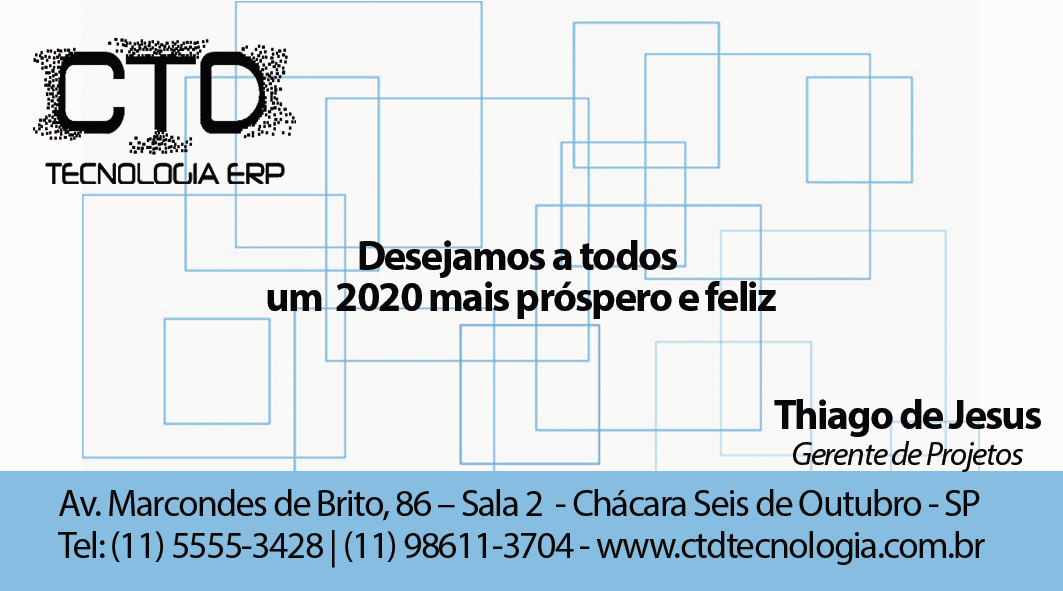 CTD
TECNOLOGIA ERP
Desejamos a todos
um 2020 mais próspero e feliz
Thiago de Jesus
Gerente de Projetos
Av. Marcondes de Brito, 86 – Sala 2 - Chácara Seis de Outubro - SP
Tel: (11) 5555-3428 | (11) 98611-3704 - www.ctdtecnologia.com.br